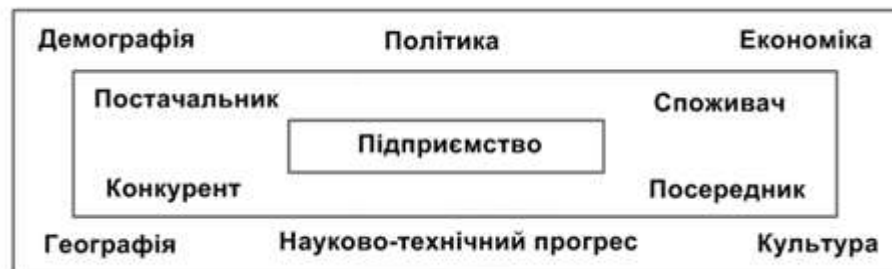 Демографія Політика Економіка
Постачальник Споживач
Підприємство
Конкурент Посередник
Географія Науково-технічний прогрес Культура